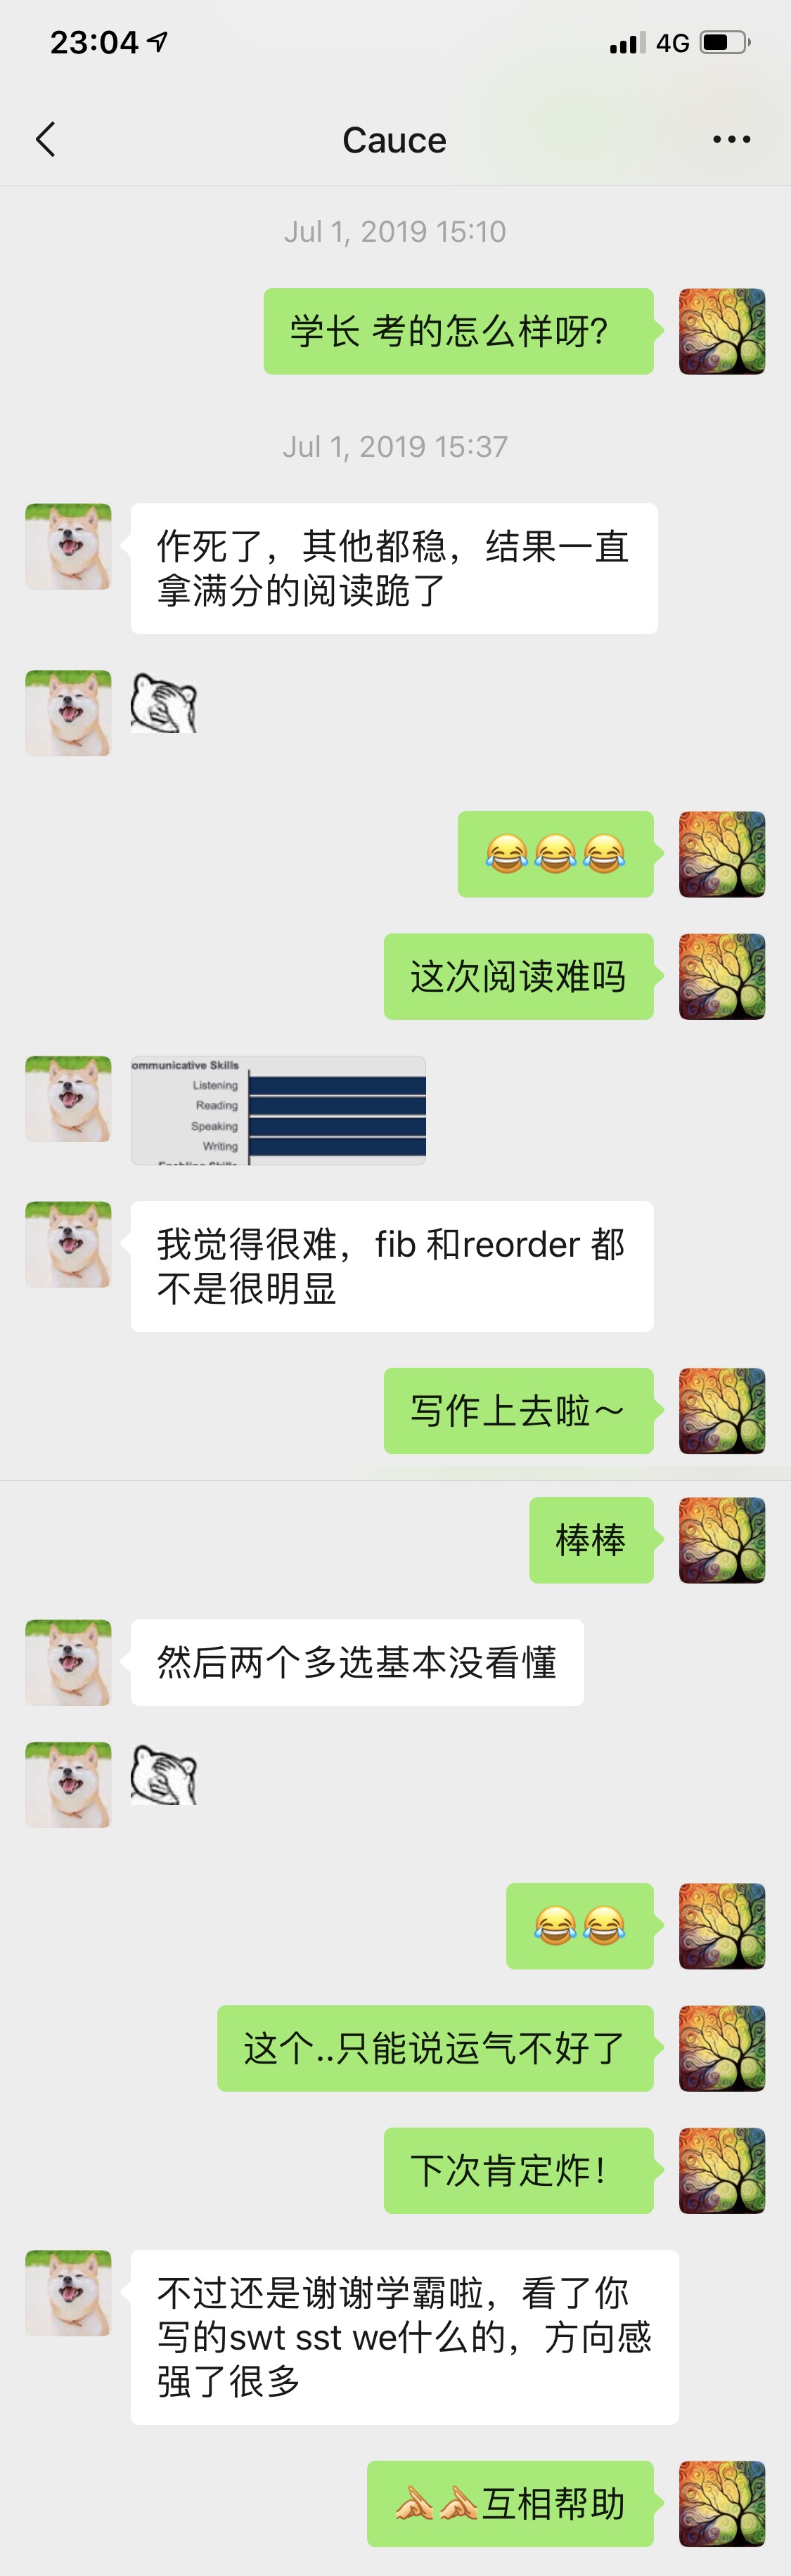 23:04
4G
Cauce
Jul 1, 2019 15:10
学长 考的怎么样呀?
Jul 1, 2019 15:37
作死了，其他都稳，结果一直
拿满分的阅读跪了
😂😂😂
这次阅读难吗
ommunicative Skills
Listening
Reading
Speaking
Writing
Enabling Skills
我觉得很难，fib 和reorder 都
不是很明显
写作上去啦～
棒棒
然后两个多选基本没看懂
😂😂
这个..只能说运气不好了
下次肯定炸！
不过还是谢谢学霸啦，看了你
写的swt sst we什么的，方向感
强了很多
互相帮助